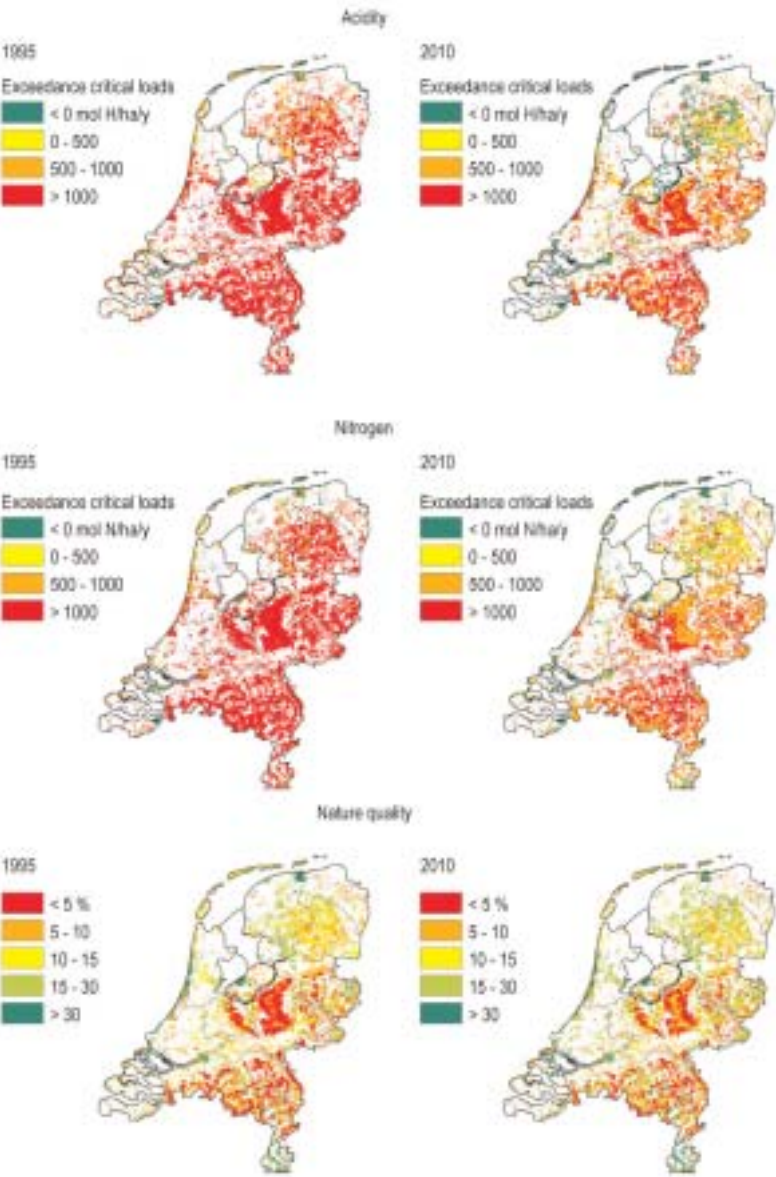 Acidity
1995
Exceedance critical loads
< 0 mol H/ha/y
0 - 500
500 - 1000
> 1000
2010
Exceedance critical loads
< 0 mol H/ha/y
0 - 500
500 - 1000
> 1000
Nitrogen
1995
Exceedance critical loads
< 0 mol N/ha/y
0 - 500
500 - 1000
> 1000
2010
Exceedance critical loads
< 0 mol N/ha/y
0 - 500
500 - 1000
> 1000
Nature quality
1995
< 5 %
5 - 10
10 - 15
15 - 30
> 30
2010
< 5 %
5 - 10
10 - 15
15 - 30
> 30